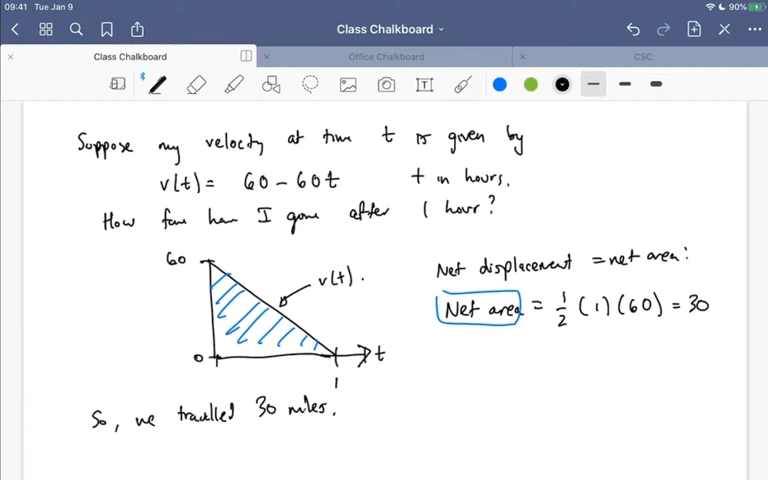 09:41 Tue Jan 9
90%
Class Chalkboard
Class Chalkboard
Office Chalkboard
CSC
Suppose my velocity at time t is given by
v(t) = 60 - 60t t in hours.
How far have I gone after 1 hour?
60
v(t).
0
t
1
Net displacement = net area:
Net area = 1/2 (1)(60) = 30
So, we travelled 30 miles.